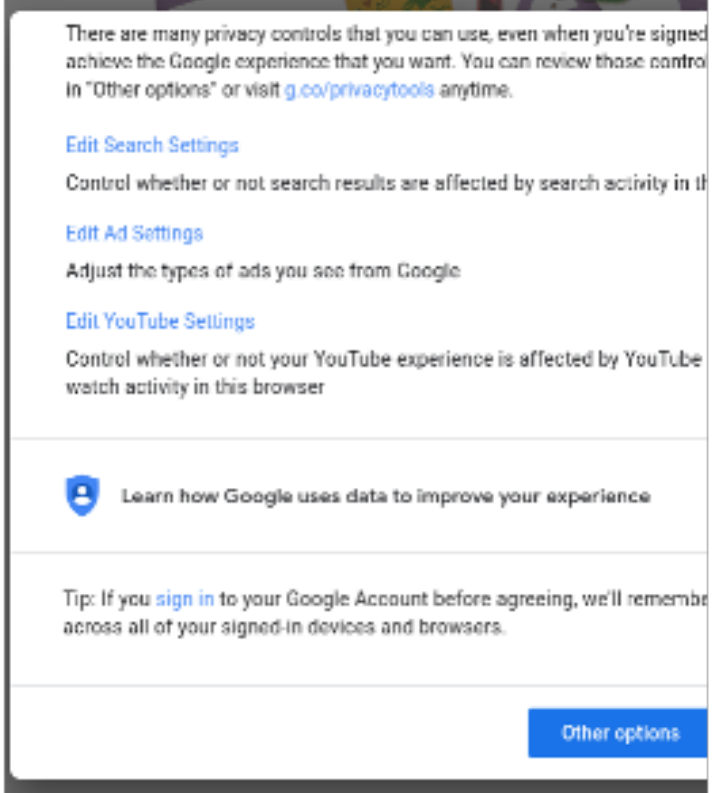 There are many privacy controls that you can use, even when you're signed
achieve the Google experience that you want. You can review those contro
in "Other options" or visit g.co/privacytools anytime.
Edit Search Settings
Control whether or not search results are affected by search activity in th
Edit Ad Settings
Adjust the types of ads you see from Google
Edit YouTube Settings
Control whether or not your YouTube experience is affected by YouTube
watch activity in this browser
Learn how Google uses data to improve your experience
Tip: If you sign in to your Google Account before agreeing, we'll remembe
across all of your signed-in devices and browsers.
Other options